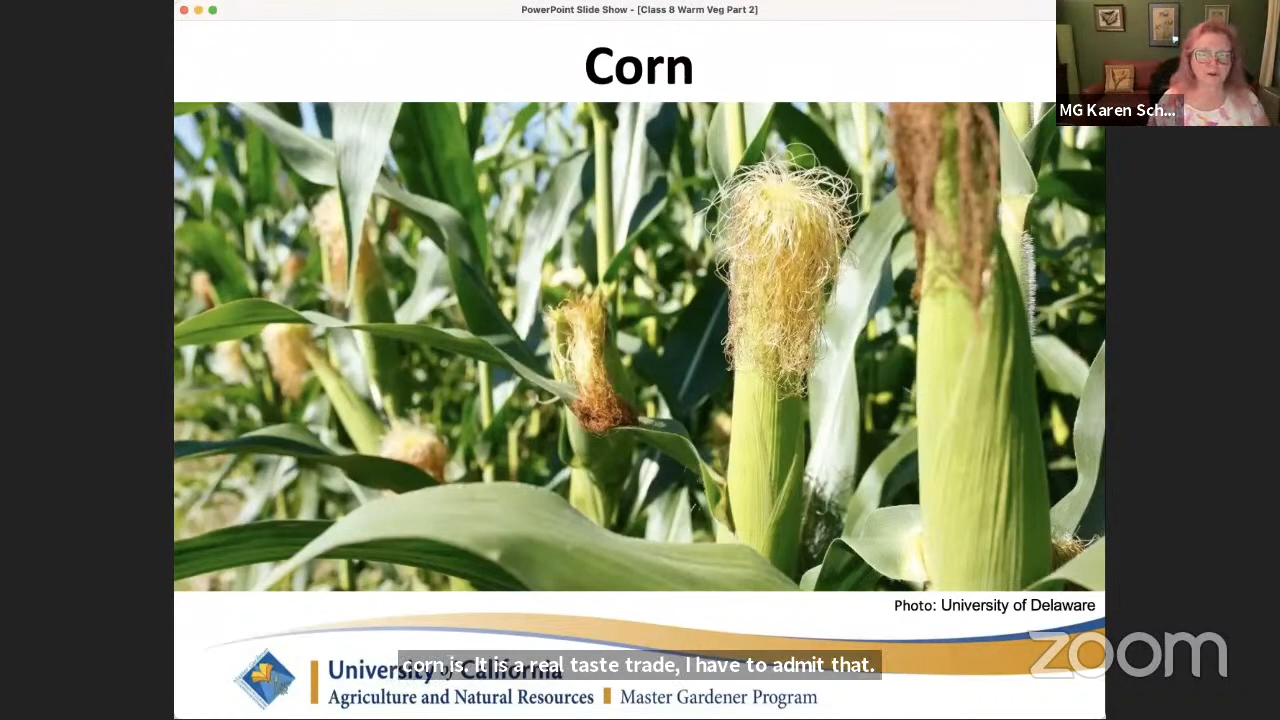 PowerPoint Slide Show - [Class 8 Warm Veg Part 2]
Corn
MG Karen Sch...
Photo: University of Delaware
zoom
corn is. It is a real taste trade, I have to admit that.
University of California
Agriculture and Natural Resources
Master Gardener Program